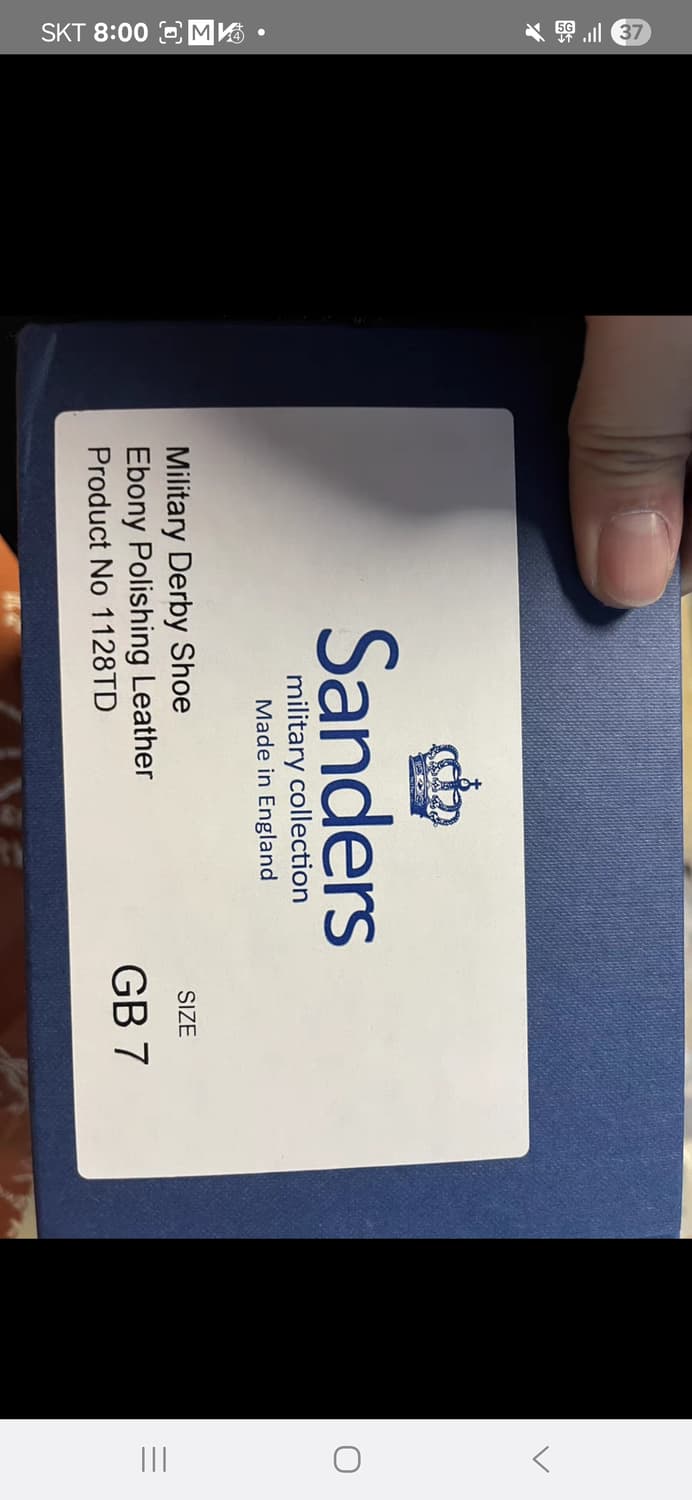 SKT 8:00
5G
37
Sanders
military collection
Made in England
Military Derby Shoe
Ebony Polishing Leather
Product No 1128TD
SIZE
GB 7